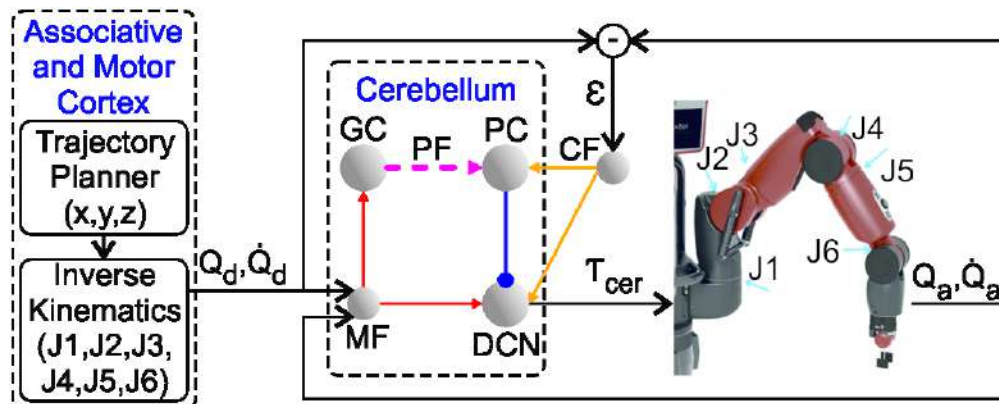 Associative
and Motor
Cortex
Trajectory
Planner
(x,y,z)
Inverse
Kinematics
(J1,J2,J3,
J4,J5,J6)
Q_d,Q̇_d
Cerebellum
GC
PC
PF
CF
MF
DCN
-
ε
τ_cer
J1
J2
J3
J4
J5
J6
Q_a,Q̇_a